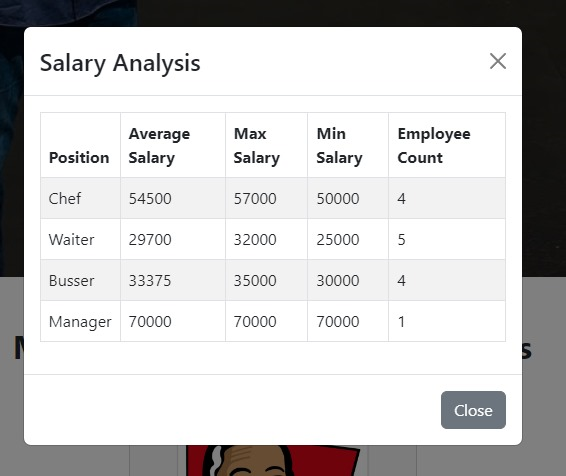 Salary Analysis
Position Average Salary Max Salary Min Salary Employee Count
Chef 54500 57000 50000 4
Waiter 29700 32000 25000 5
Busser 33375 35000 30000 4
Manager 70000 70000 70000 1
Close